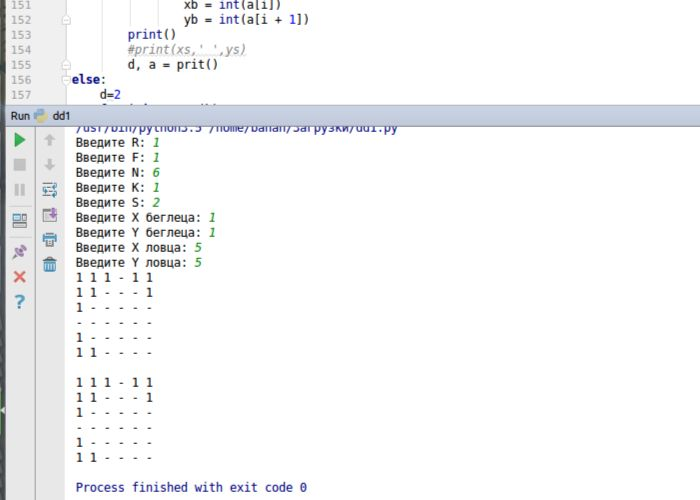 151 xb = int(a[i])
152 yb = int(a[i + 1])
153 print()
154 #print(xs,' ',ys)
155 d, a = prit()
156 else:
157 d=2
Run dd1
/usr/bin/python3.5 /home/banan/Загрузки/dd1.py
Введите R: 1
Введите F: 1
Введите N: 6
Введите K: 1
Введите S: 2
Введите X беглеца: 1
Введите Y беглеца: 1
Введите X ловца: 5
Введите Y ловца: 5
1 1 1 - 1 1
1 1 - - - 1
1 - - - - -
- - - - - -
1 - - - - -
1 1 - - - -
1 1 1 - 1 1
1 1 - - - 1
1 - - - - -
- - - - - -
1 - - - - -
1 1 - - - -
Process finished with exit code 0